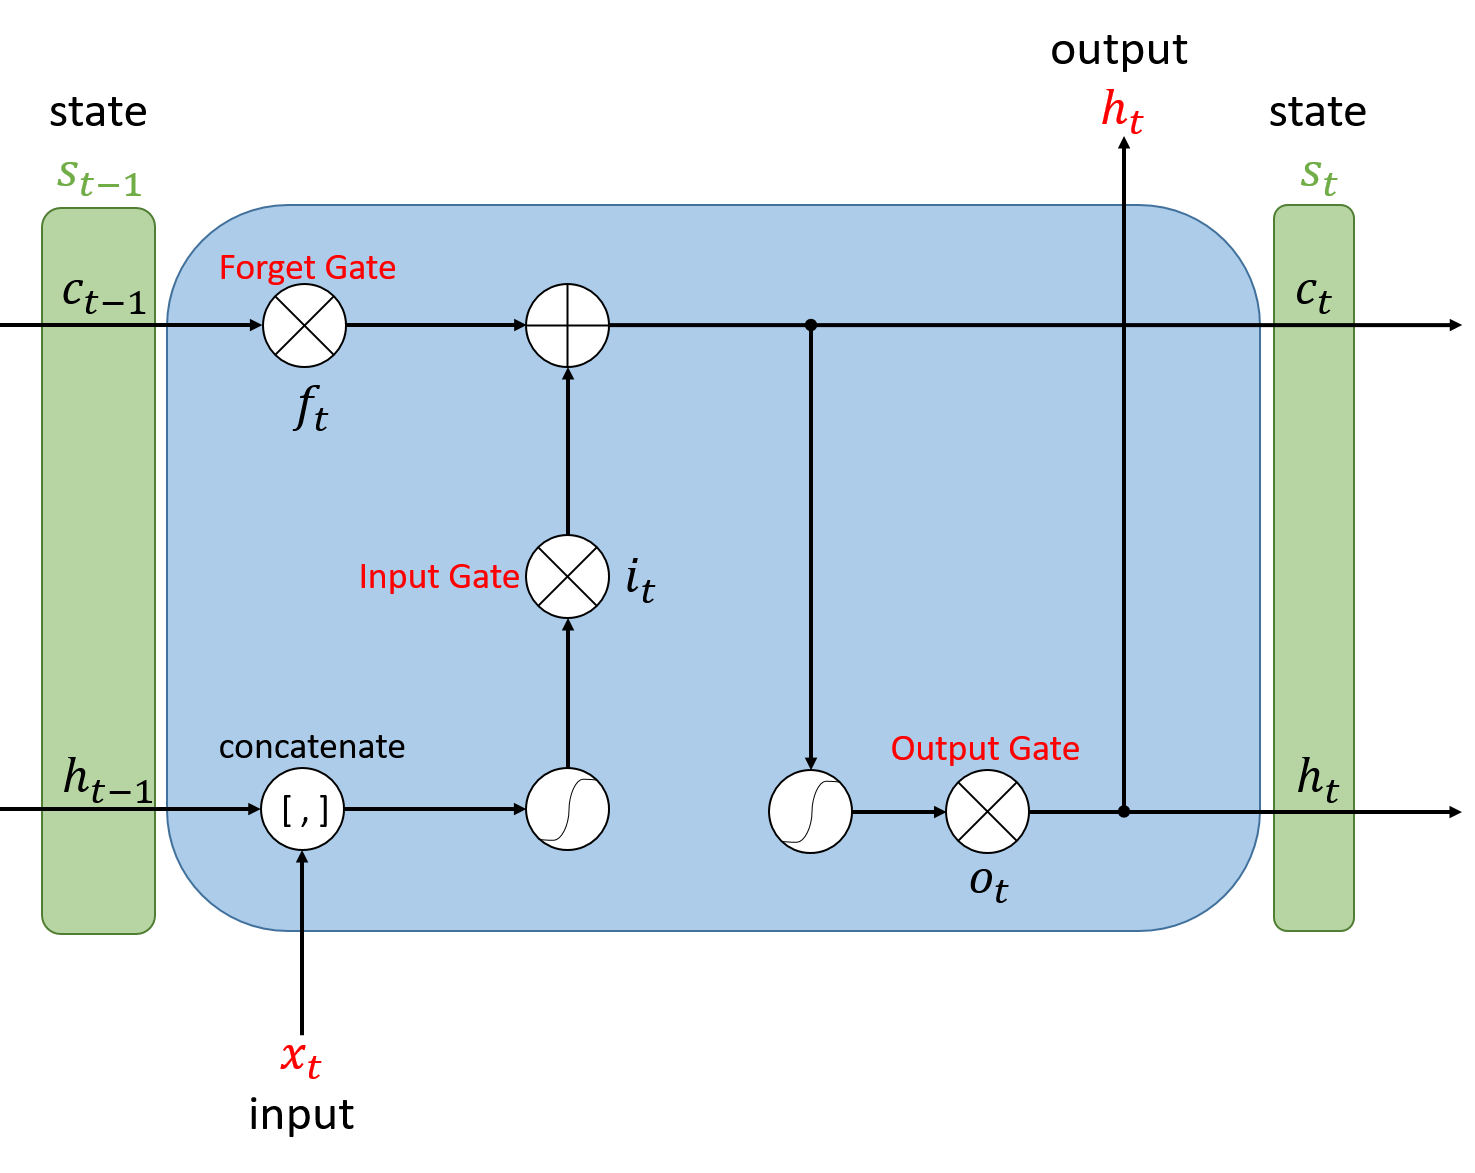 output
h_t
state
s_{t-1}
state
s_t
Forget Gate
c_{t-1}
c_t
f_t
Input Gate
i_t
concatenate
Output Gate
h_{t-1}
[ , ]
h_t
o_t
x_t
input